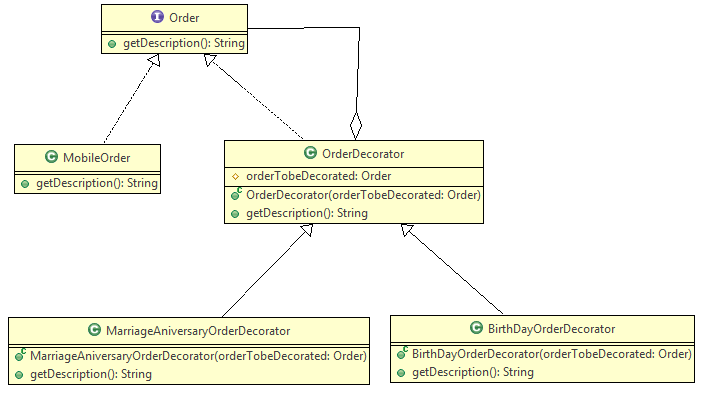 I Order
getDescription(): String
C MobileOrder
getDescription(): String
C OrderDecorator
orderTobeDecorated: Order
C OrderDecorator(orderTobeDecorated: Order)
getDescription(): String
C MarriageAniversaryOrderDecorator
C MarriageAniversaryOrderDecorator(orderTobeDecorated: Order)
getDescription(): String
C BirthDayOrderDecorator
C BirthDayOrderDecorator(orderTobeDecorated: Order)
getDescription(): String